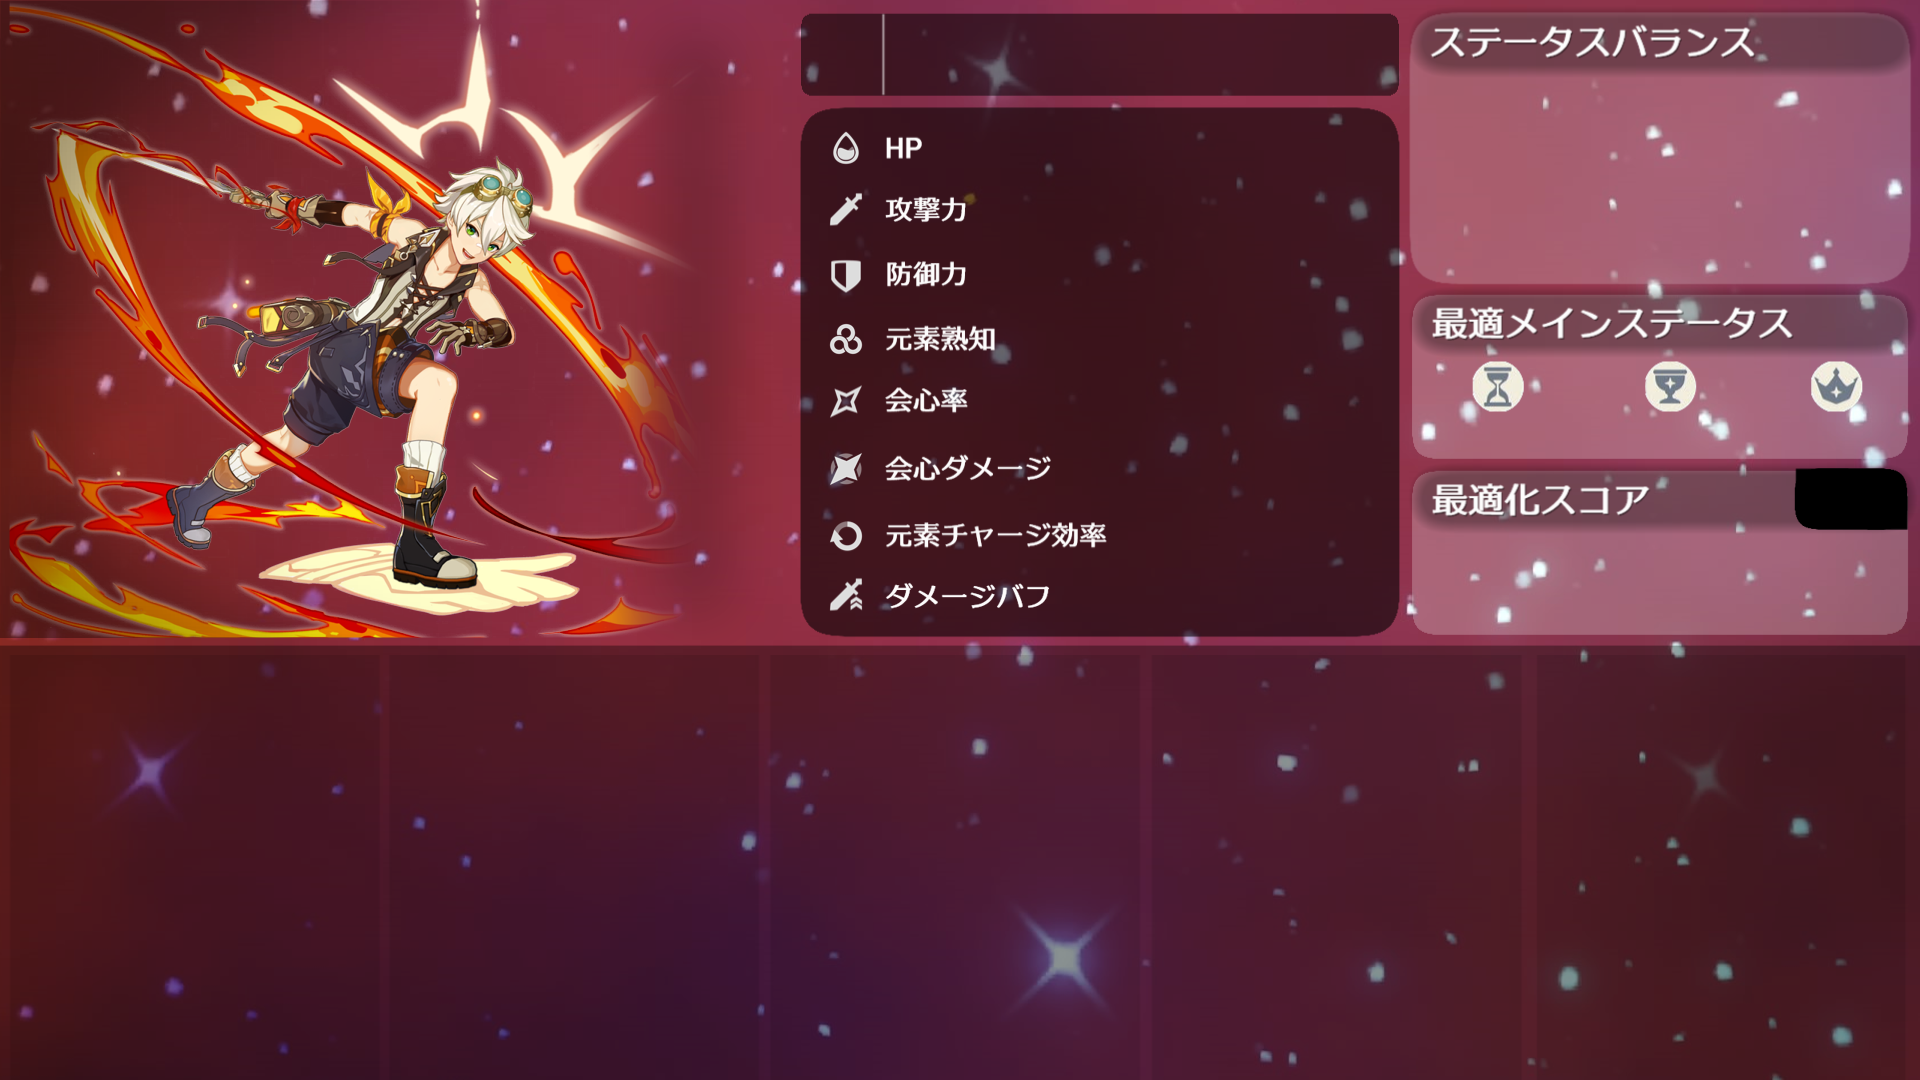 HP
攻撃力
防御力
元素熟知
会心率
会心ダメージ
元素チャージ効率
ダメージバフ
ステータスバランス
最適メインステータス
最適化スコア